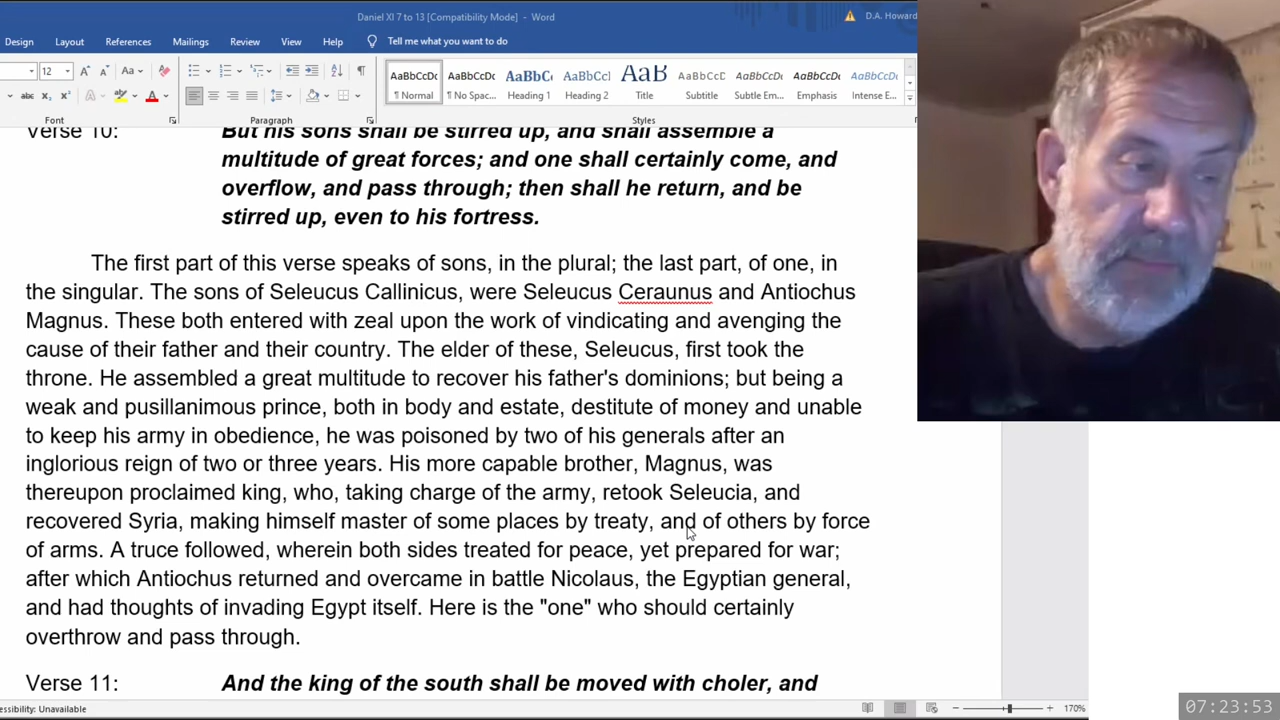 Daniel XI 7 to 13 [Compatibility Mode] - Word
D.A. Howard
Design Layout References Mailings Review View Help Tell me what you want to do
12 Aa
abc x₂ x² A A
AaBbCcDc AaBbCcDc AaBbC AaBbCcI AaB AaBbCcD AaBbCcDc AaBbCcDc AaBbCcDc
¶ Normal ¶ No Spac... Heading 1 Heading 2 Title Subtitle Subtle Em... Emphasis Intense E...
Font Paragraph Styles
Verse 10: But his sons shall be stirred up, and shall assemble a
multitude of great forces; and one shall certainly come, and
overflow, and pass through; then shall he return, and be
stirred up, even to his fortress.
The first part of this verse speaks of sons, in the plural; the last part, of one, in
the singular. The sons of Seleucus Callinicus, were Seleucus Ceraunus and Antiochus
Magnus. These both entered with zeal upon the work of vindicating and avenging the
cause of their father and their country. The elder of these, Seleucus, first took the
throne. He assembled a great multitude to recover his father's dominions; but being a
weak and pusillanimous prince, both in body and estate, destitute of money and unable
to keep his army in obedience, he was poisoned by two of his generals after an
inglorious reign of two or three years. His more capable brother, Magnus, was
thereupon proclaimed king, who, taking charge of the army, retook Seleucia, and
recovered Syria, making himself master of some places by treaty, and of others by force
of arms. A truce followed, wherein both sides treated for peace, yet prepared for war;
after which Antiochus returned and overcame in battle Nicolaus, the Egyptian general,
and had thoughts of invading Egypt itself. Here is the "one" who should certainly
overthrow and pass through.
Verse 11: And the king of the south shall be moved with choler, and
ssibility: Unavailable
170%
07:23:53